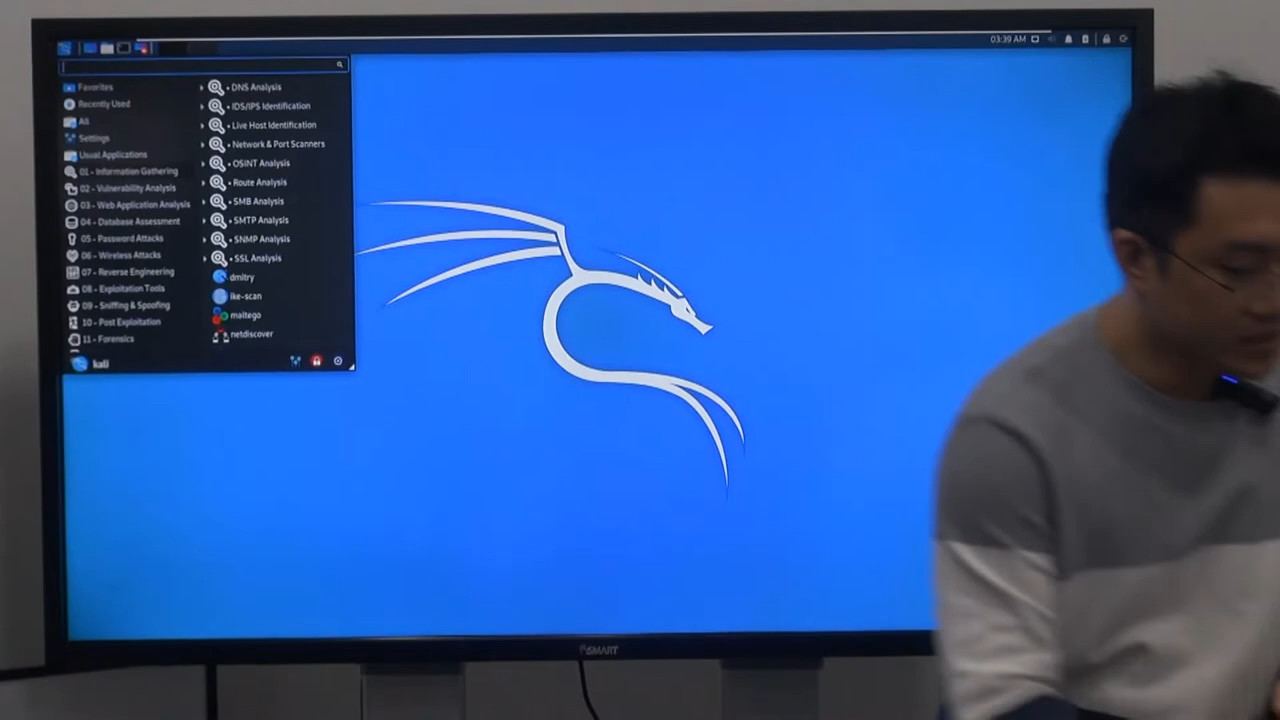 03:39 AM
Favorites
Recently Used
All
Settings
Usual Applications
01 - Information Gathering
02 - Vulnerability Analysis
03 - Web Application Analysis
04 - Database Assessment
05 - Password Attacks
06 - Wireless Attacks
07 - Reverse Engineering
08 - Exploitation Tools
09 - Sniffing & Spoofing
10 - Post Exploitation
11 - Forensics
• DNS Analysis
• IDS/IPS Identification
• Live Host Identification
• Network & Port Scanners
• OSINT Analysis
• Route Analysis
• SMB Analysis
• SMTP Analysis
• SNMP Analysis
• SSL Analysis
dmitry
ike-scan
maltego
netdiscover
kali
SMART